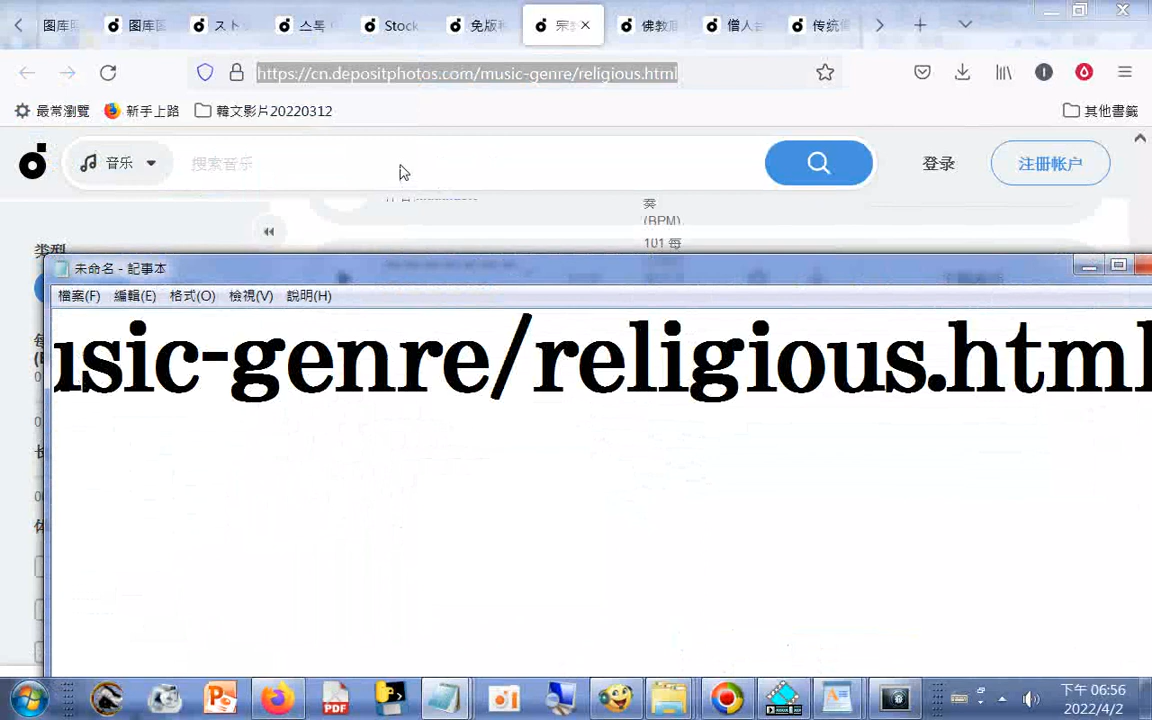 图库
图库
スト
스톡
Stock
免版
宗
佛教
僧人
传统
https://cn.depositphotos.com/music-genre/religious.html
最常瀏覽
新手上路
韓文影片20220312
其他書籤
音乐
搜索音乐
登录
注册帐户
奏
(BPM)
101 每
类型
未命名 - 記事本
檔案(F) 編輯(E) 格式(O) 檢視(V) 說明(H)
usic-genre/religious.html
下午 06:56
2022/4/2